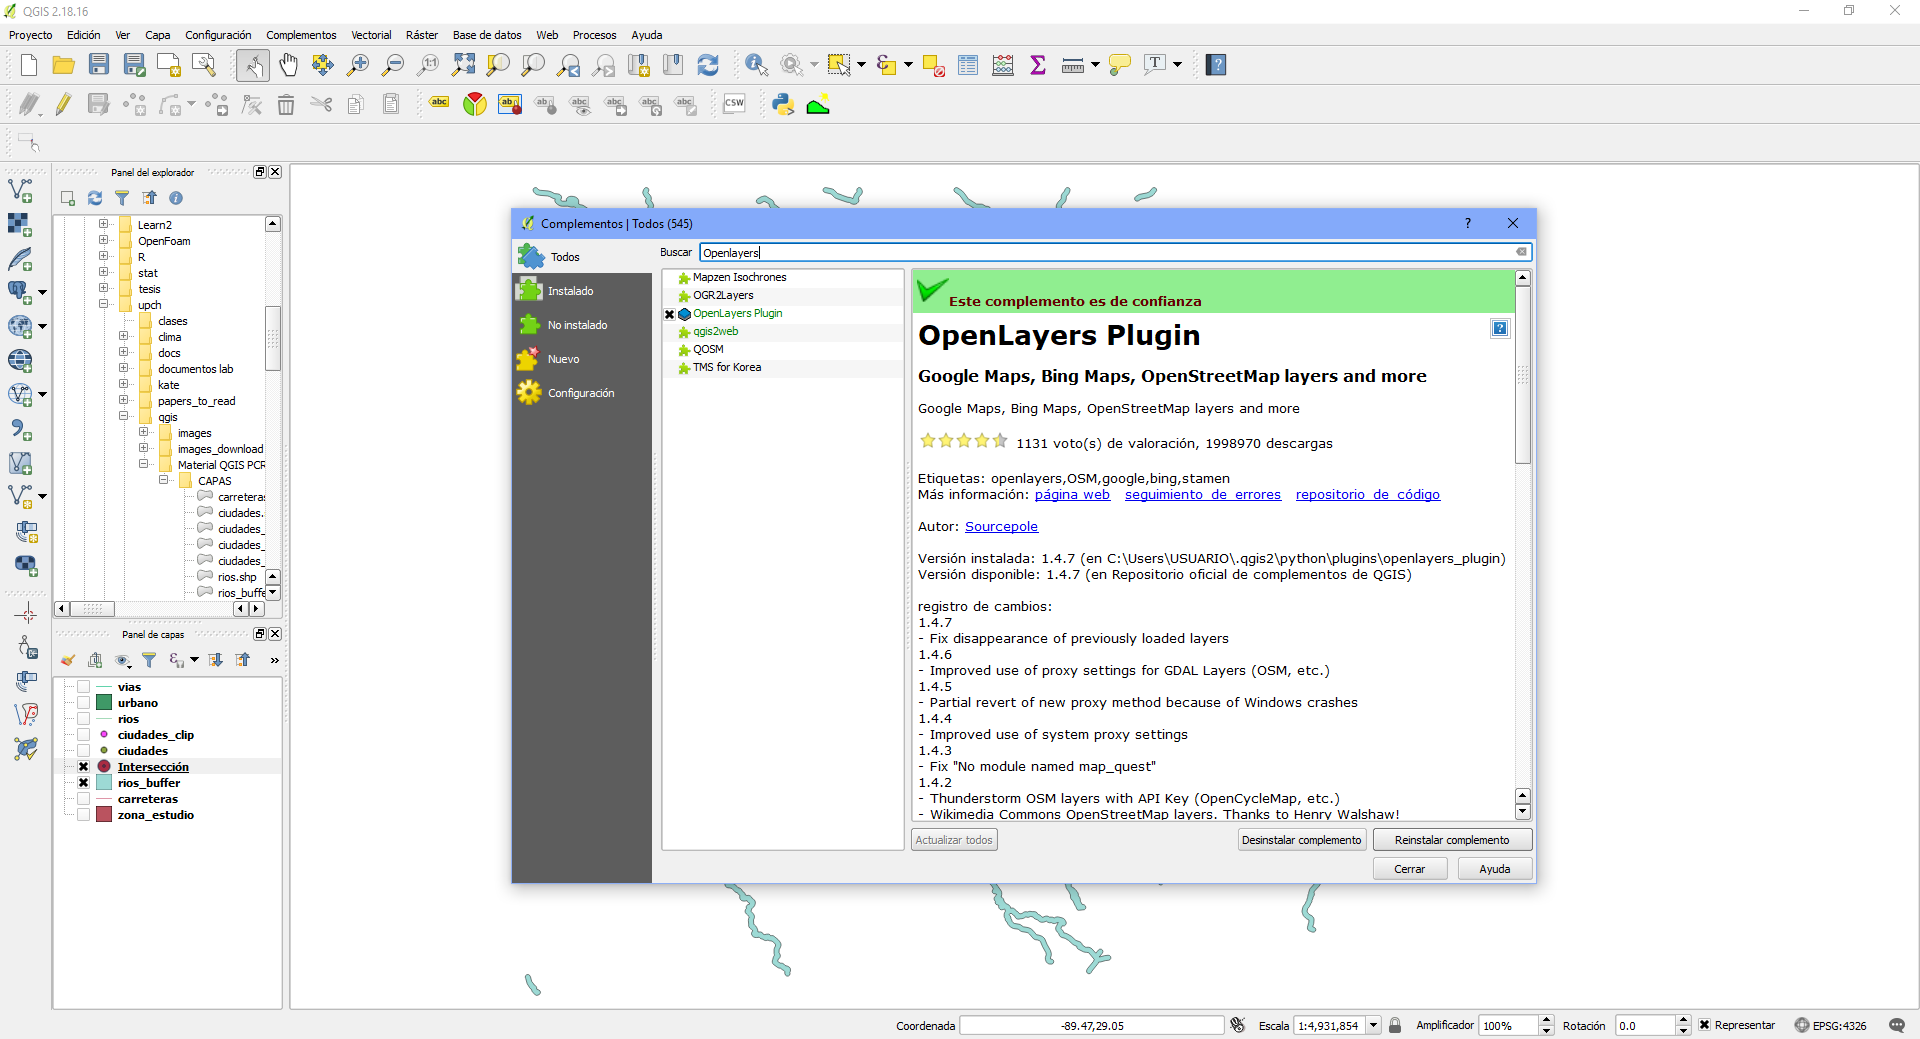 QGIS 2.18.16
Proyecto Edición Ver Capa Configuración Complementos Vectorial Ráster Base de datos Web Procesos Ayuda
1:1
T
abc ab ab abc abc abc abc CSW
Panel del explorador
Learn2
OpenFoam
R
stat
tesis
upch
clases
clima
docs
documentos lab
kate
papers_to_read
qgis
images
images_download
Material QGIS PCR
CAPAS
carreteras
ciudades.
ciudades_
ciudades_
ciudades_
rios.shp
rios_buffe
Panel de capas
»
vias
urbano
rios
ciudades_clip
ciudades
Intersección
rios_buffer
carreteras
zona_estudio
Complementos | Todos (545)
?
Todos
Instalado
No instalado
Nuevo
Configuración
Buscar Openlayers
Mapzen Isochrones
OGR2Layers
OpenLayers Plugin
qgis2web
QOSM
TMS for Korea
Este complemento es de confianza
OpenLayers Plugin
Google Maps, Bing Maps, OpenStreetMap layers and more
Google Maps, Bing Maps, OpenStreetMap layers and more
1131 voto(s) de valoración, 1998970 descargas
Etiquetas: openlayers,OSM,google,bing,stamen
Más información: página web seguimiento de errores repositorio de código
Autor: Sourcepole
Versión instalada: 1.4.7 (en C:\Users\USUARIO\.qgis2\python\plugins\openlayers_plugin)
Versión disponible: 1.4.7 (en Repositorio oficial de complementos de QGIS)
registro de cambios:
1.4.7
- Fix disappearance of previously loaded layers
1.4.6
- Improved use of proxy settings for GDAL Layers (OSM, etc.)
1.4.5
- Partial revert of new proxy method because of Windows crashes
1.4.4
- Improved use of system proxy settings
1.4.3
- Fix "No module named map_quest"
1.4.2
- Thunderstorm OSM layers with API Key (OpenCycleMap, etc.)
- Wikimedia Commons OpenStreetMap layers. Thanks to Henry Walshaw!
Actualizar todos Desinstalar complemento Reinstalar complemento
Cerrar Ayuda
Coordenada -89.47,29.05 Escala 1:4,931,854 Amplificador 100% Rotación 0.0 Representar EPSG:4326